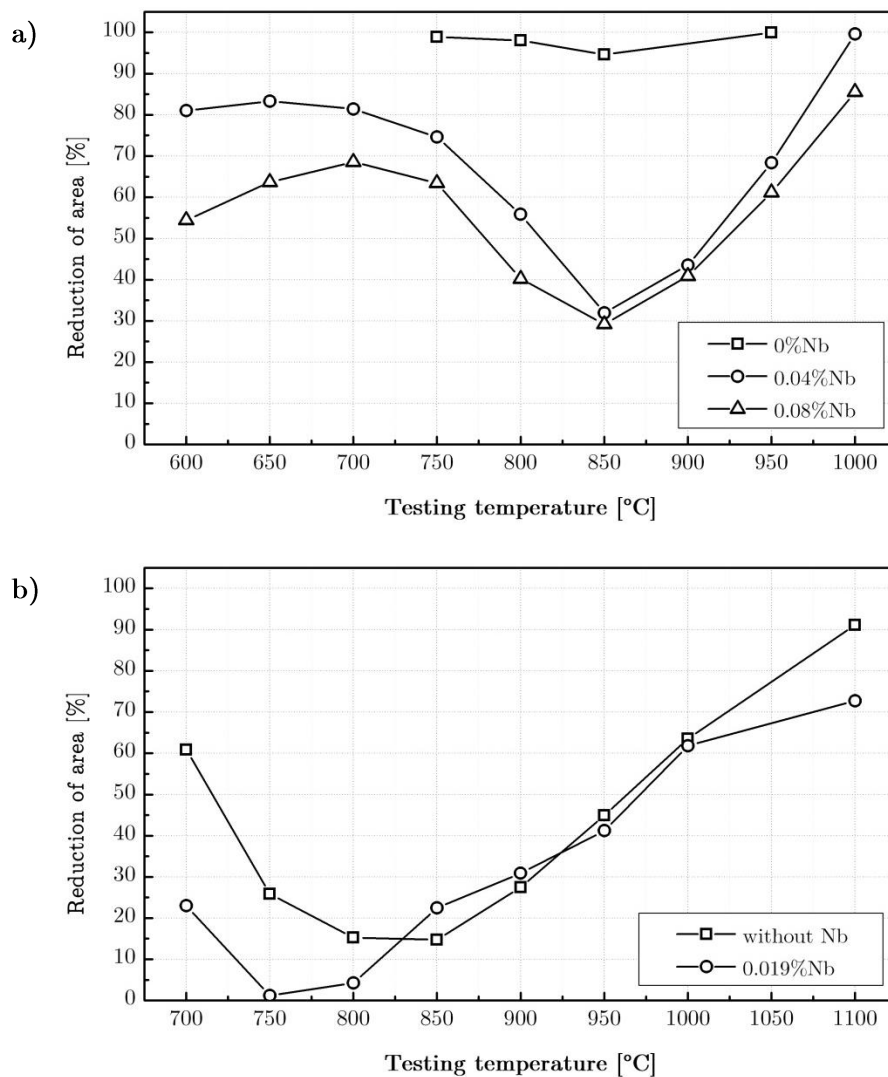 a)
Reduction of area [%]
100
90
80
70
60
50
40
30
20
10
0
0%Nb
0.04%Nb
0.08%Nb
600 650 700 750 800 850 900 950 1000
Testing temperature [°C]
b)
Reduction of area [%]
100
90
80
70
60
50
40
30
20
10
0
without Nb
0.019%Nb
700 750 800 850 900 950 1000 1050 1100
Testing temperature [°C]